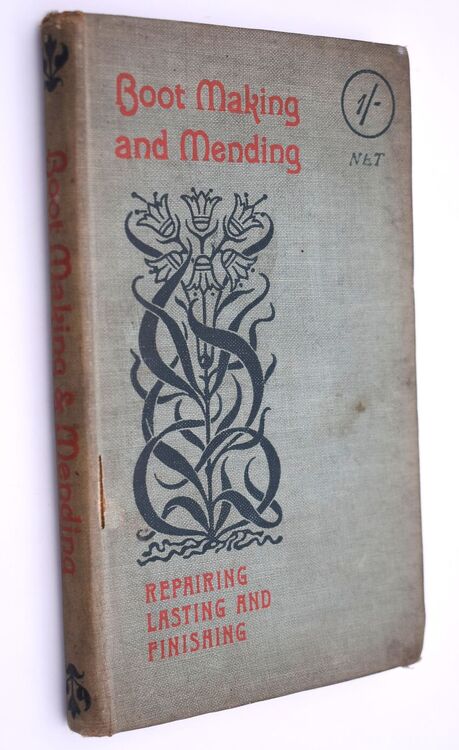 Boot Making
and Mending
1/-
NET
REPAIRING
LASTING AND
FINISHING
Boot Making & Mending